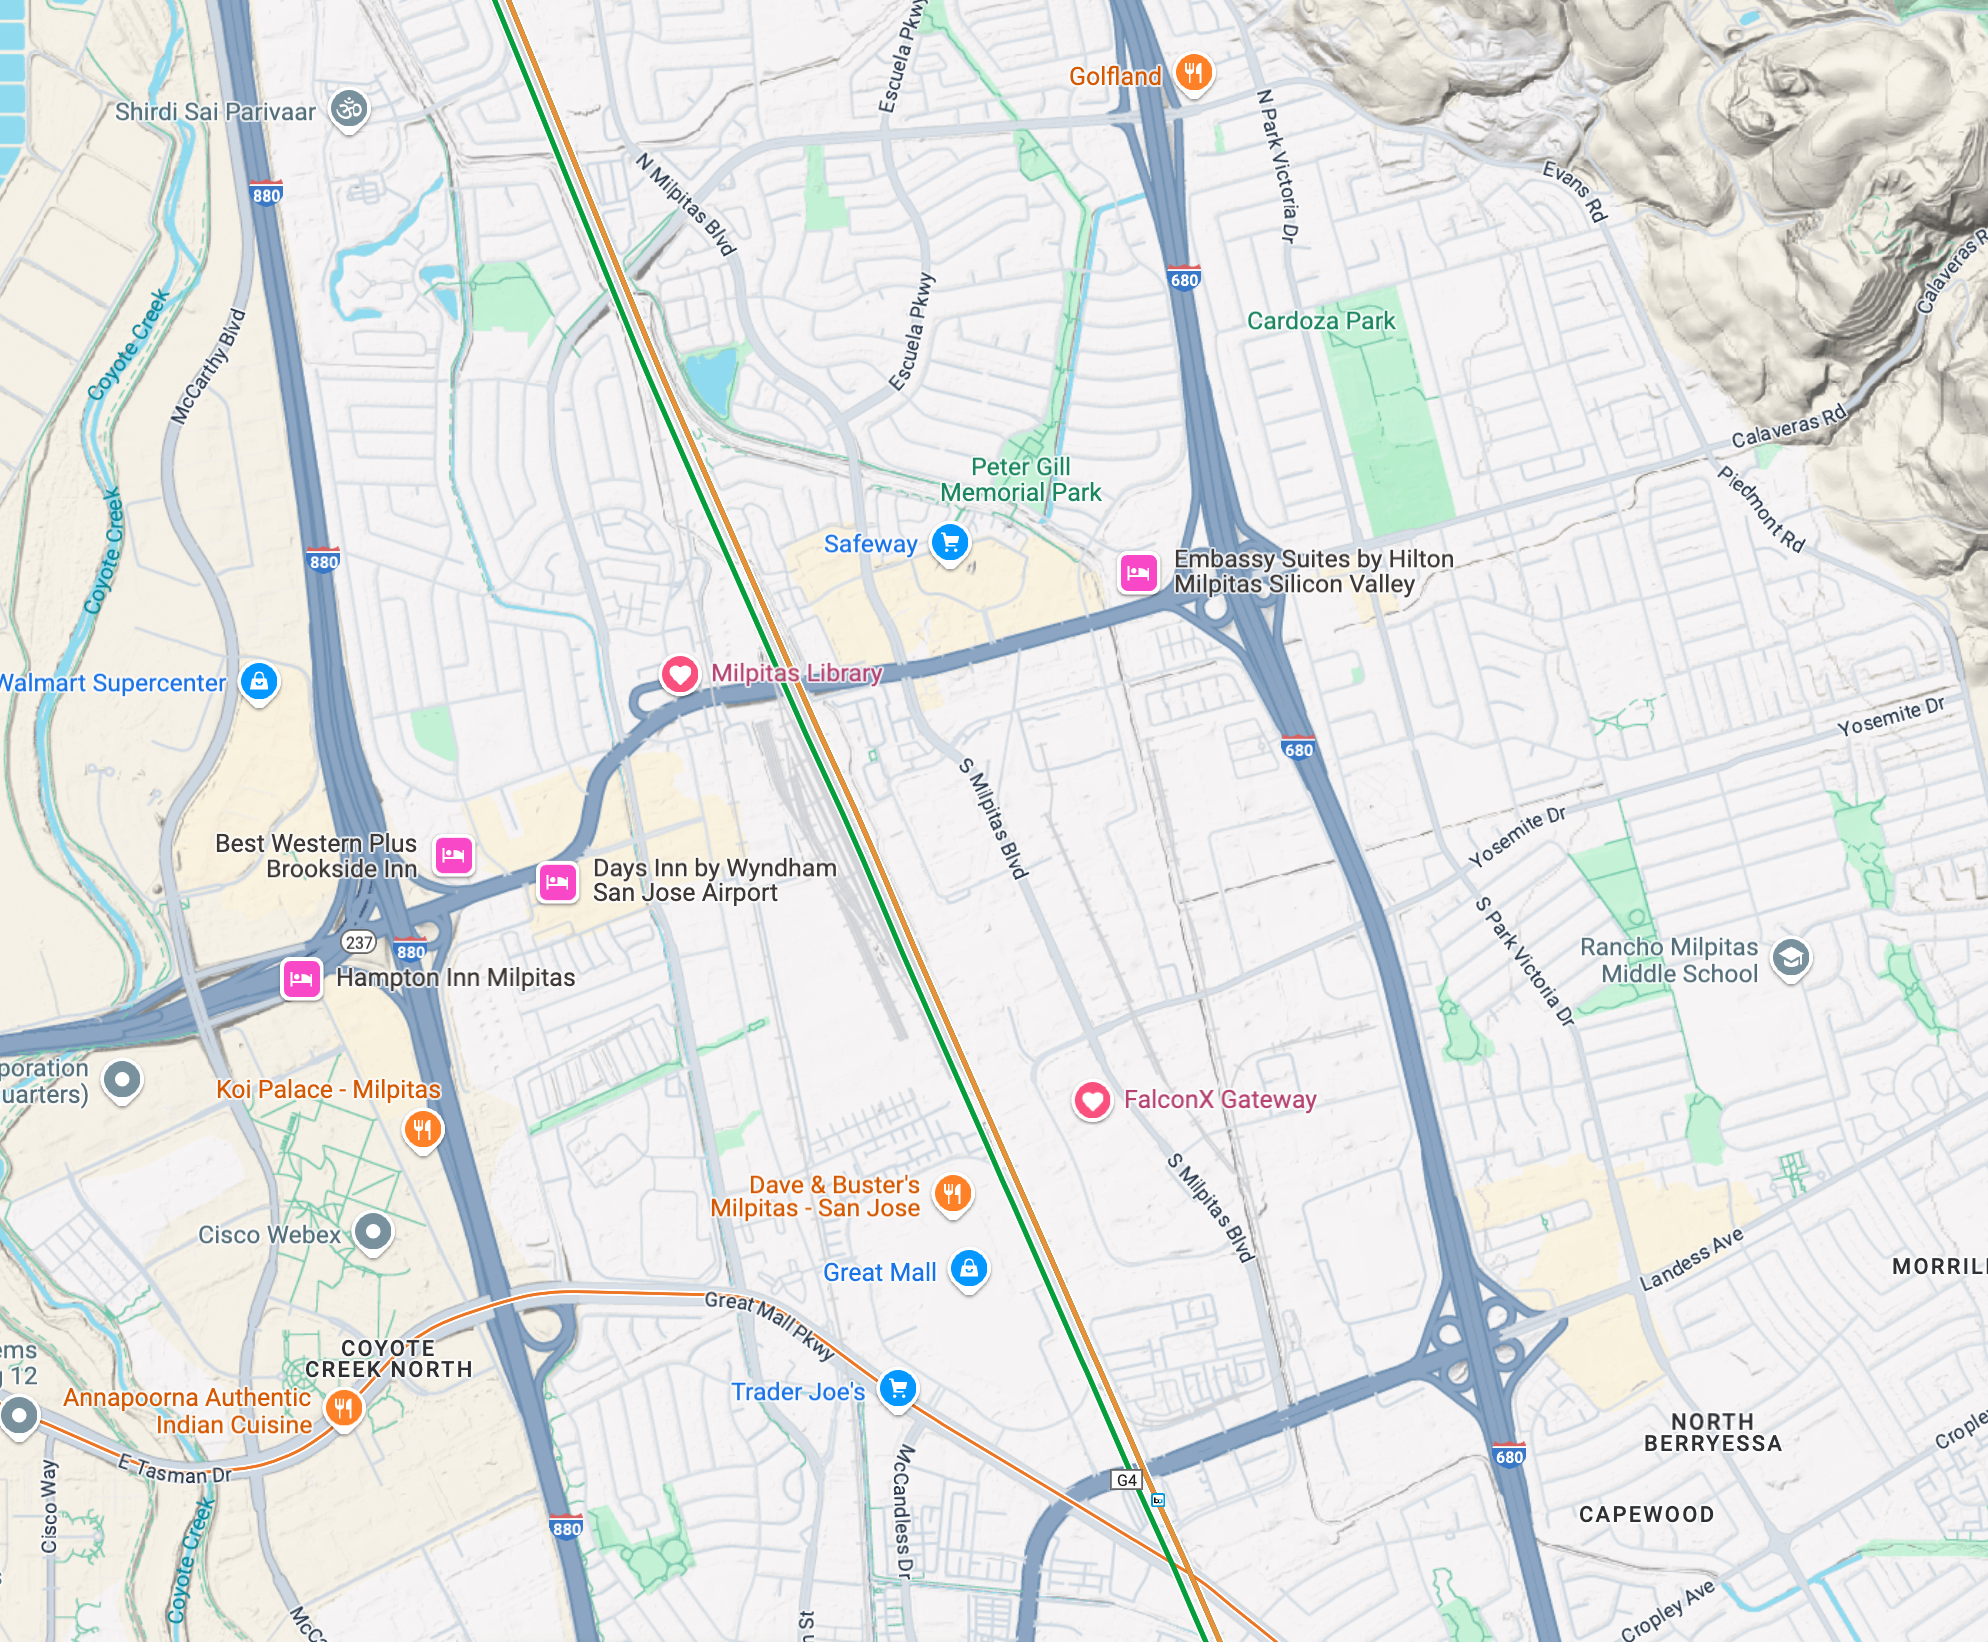 Escuela Pkwy
Golfland
Shirdi Sai Parivaar
N Park Victoria Dr
880
N Milpitas Blvd
Evans Rd
680
Calaveras R
Coyote Creek
McCarthy Blvd
Escuela Pkwy
Cardoza Park
Calaveras Rd
Peter Gill
Memorial Park
Piedmont Rd
Coyote Creek
Safeway
880
Embassy Suites by Hilton
Milpitas Silicon Valley
Walmart Supercenter
Milpitas Library
Yosemite Dr
680
S Milpitas Blvd
Yosemite Dr
Best Western Plus
Brookside Inn
Days Inn by Wyndham
San Jose Airport
237
880
S Park Victoria Dr
Rancho Milpitas
Middle School
Hampton Inn Milpitas
poration
uarters)
Koi Palace - Milpitas
FalconX Gateway
Dave & Buster's
Milpitas - San Jose
S Milpitas Blvd
Cisco Webex
Great Mall
Landess Ave
MORRIL
Great Mall Pkwy
COYOTE
CREEK NORTH
ems
12
Trader Joe's
Annapoorna Authentic
Indian Cuisine
NORTH
BERRYESSA
Cropley
E Tasman Dr
McCandless Dr
G4
680
Cisco Way
Coyote Creek
880
CAPEWOOD
McCa
n St
Cropley Ave